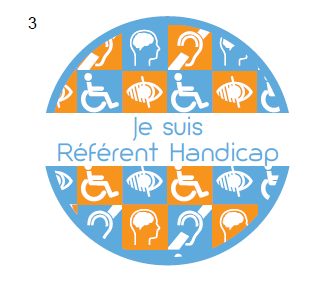 3
Je suis
Référent Handicap